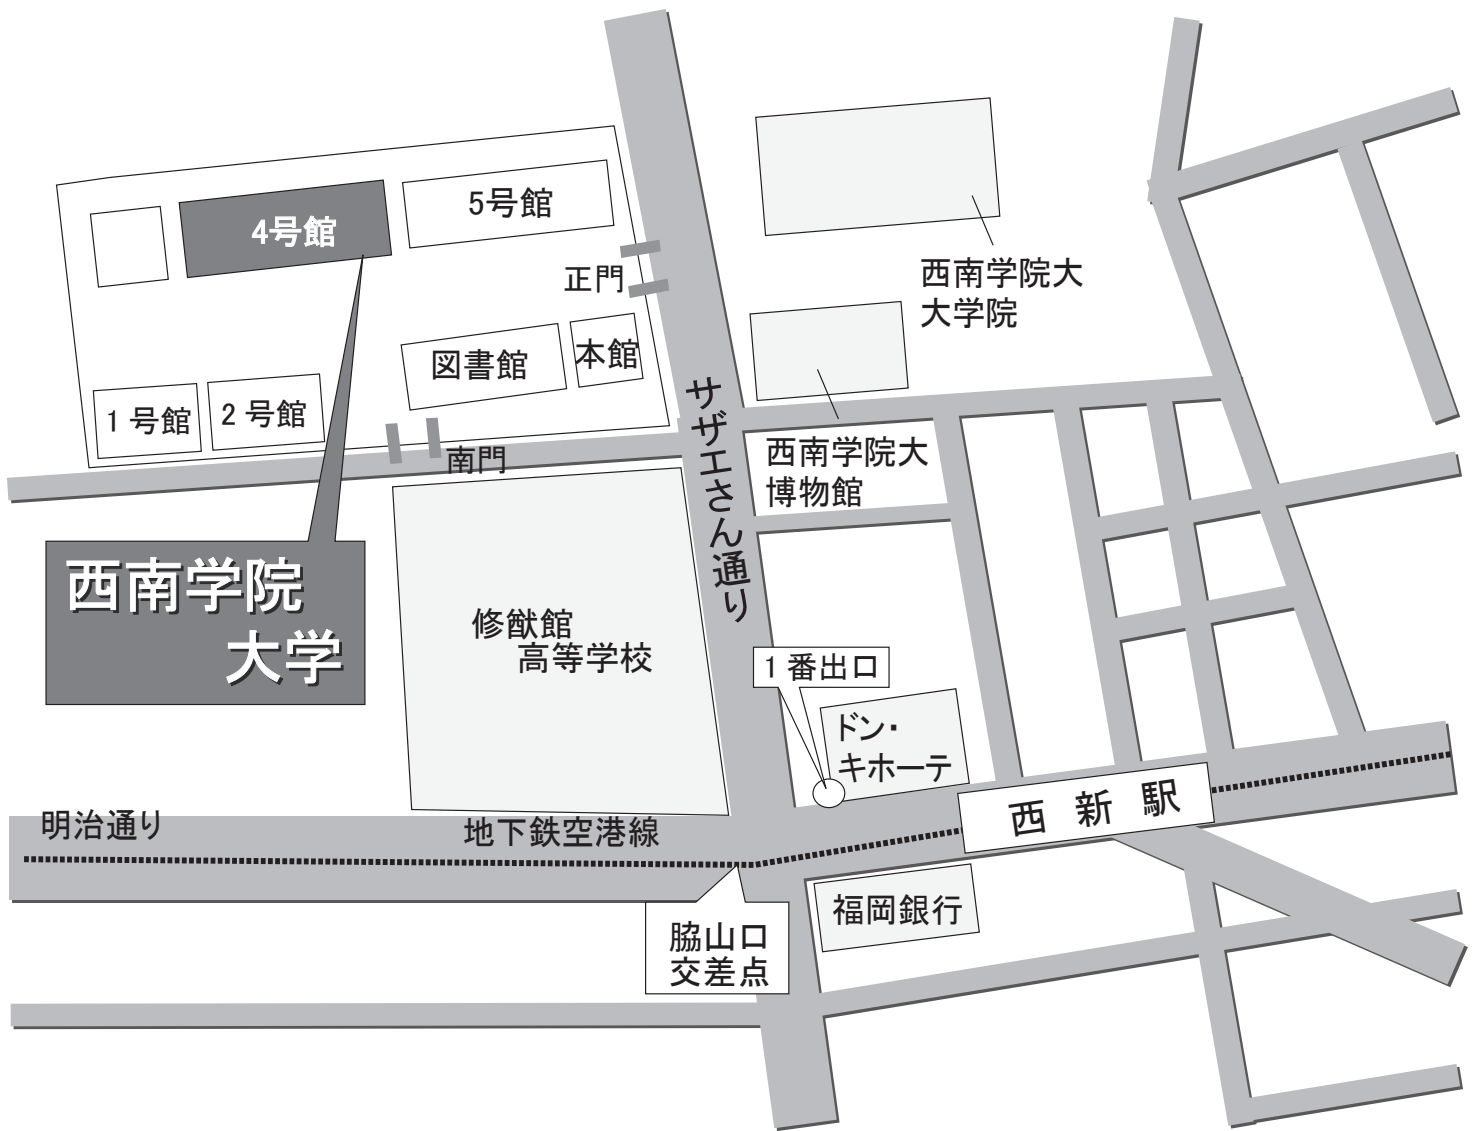 4号館
5号館
正門
西南学院大
大学院
図書館
本館
1号館
2号館
南門
サザエさん通り
西南学院大
博物館
西南学院
大学
修猷館
高等学校
1番出口
ドン・
キホーテ
西新駅
明治通り
地下鉄空港線
福岡銀行
脇山口
交差点